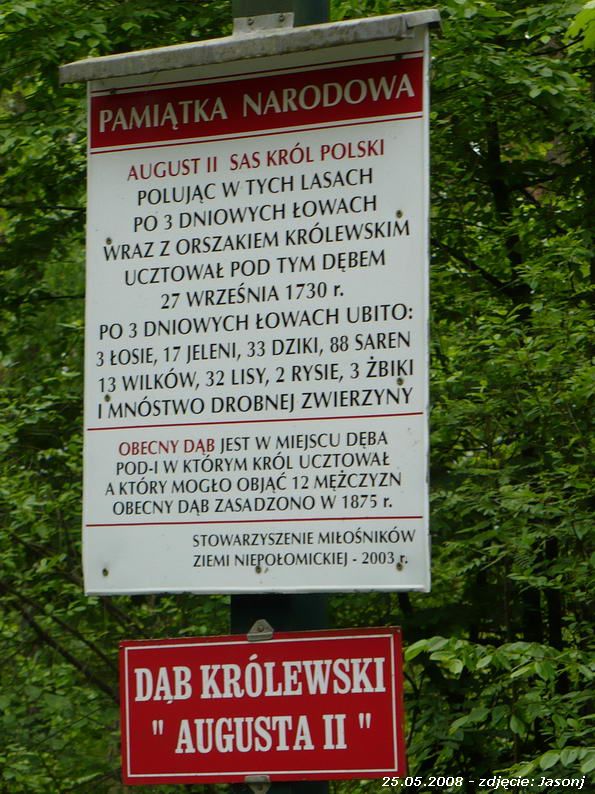 PAMIĄTKA NARODOWA
AUGUST II SAS KRÓL POLSKI
POLUJĄC W TYCH LASACH
PO 3 DNIOWYCH ŁOWACH
WRAZ Z ORSZAKIEM KRÓLEWSKIM
UCZTOWAŁ POD TYM DĘBEM
27 WRZEŚNIA 1730 r.
PO 3 DNIOWYCH ŁOWACH UBITO:
3 ŁOSIE, 17 JELENI, 33 DZIKI, 88 SAREN
13 WILKÓW, 32 LISY, 2 RYSIE, 3 ŻBIKI
I MNÓSTWO DROBNEJ ZWIERZYNY
OBECNY DĄB JEST W MIEJSCU DĘBA
POD-I W KTÓRYM KRÓL UCZTOWAŁ
A KTÓRY MOGŁO OBJĄĆ 12 MĘŻCZYZN
OBECNY DĄB ZASADZONO W 1875 r.
STOWARZYSZENIE MIŁOŚNIKÓW
ZIEMI NIEPOŁOMICKIEJ - 2003 r.
DĄB KRÓLEWSKI
" AUGUSTA II "
25.05.2008 - zdjęcie: Jasonj